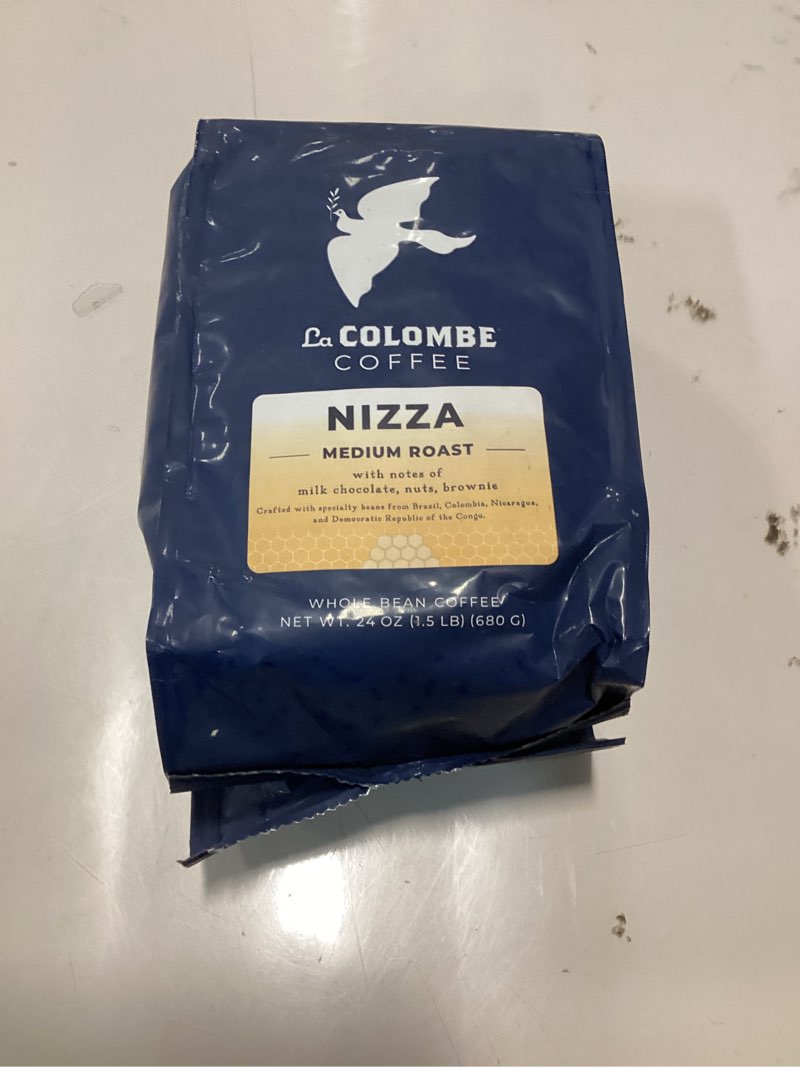 La COLOMBE
COFFEE
NIZZA
MEDIUM ROAST
with notes of
milk chocolate, nuts, brownie
Crafted with specialty beans from Brazil, Colombia, Nicaragua,
and Democratic Republic of the Congo.
WHOLE BEAN COFFEE
NET WT. 24 OZ (1.5 LB) (680 G)